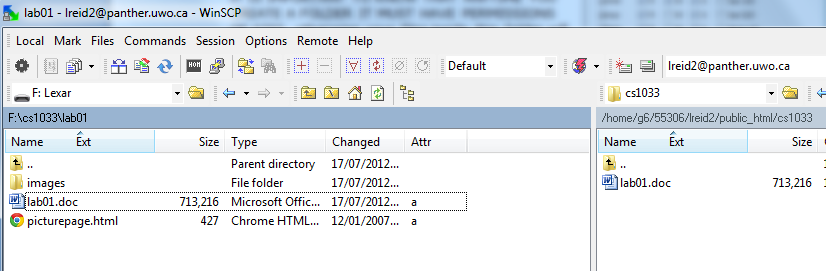 lab01 - lreid2@panther.uwo.ca - WinSCP
Local Mark Files Commands Session Options Remote Help
Default lreid2@panther.uwo.ca
F: Lexar cs1033
F:\cs1033\lab01 /home/g6/55306/lreid2/public_html/cs1033
Name Ext Size Type Changed Attr Name Ext Size
.. Parent directory 17/07/2012... ..
images File folder 17/07/2012... lab01.doc 713,216
lab01.doc 713,216 Microsoft Offic... 17/07/2012... a
picturepage.html 427 Chrome HTML... 12/01/2007... a